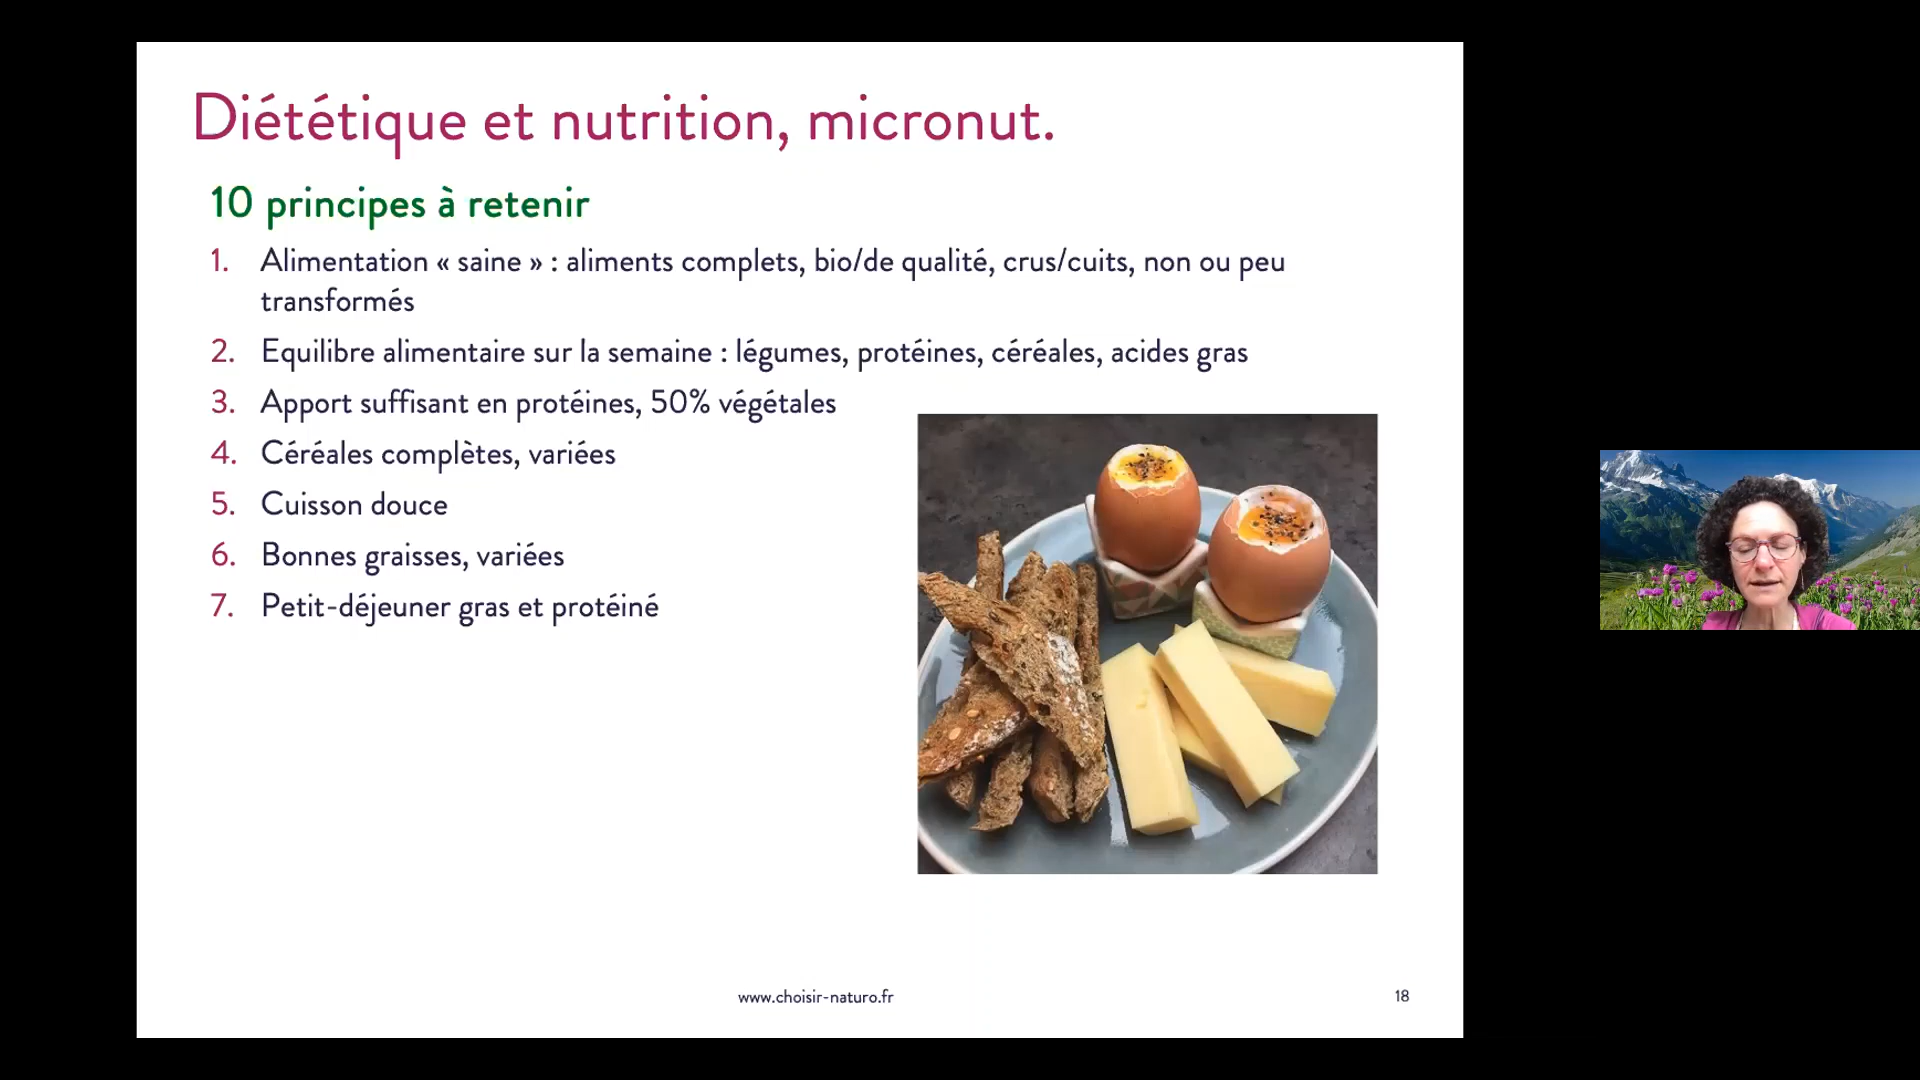 Diététique et nutrition, micronut.
10 principes à retenir
1. Alimentation « saine » : aliments complets, bio/de qualité, crus/cuits, non ou peu
transformés
2. Equilibre alimentaire sur la semaine : légumes, protéines, céréales, acides gras
3. Apport suffisant en protéines, 50% végétales
4. Céréales complètes, variées
5. Cuisson douce
6. Bonnes graisses, variées
7. Petit-déjeuner gras et protéiné
www.choisir-naturo.fr
18